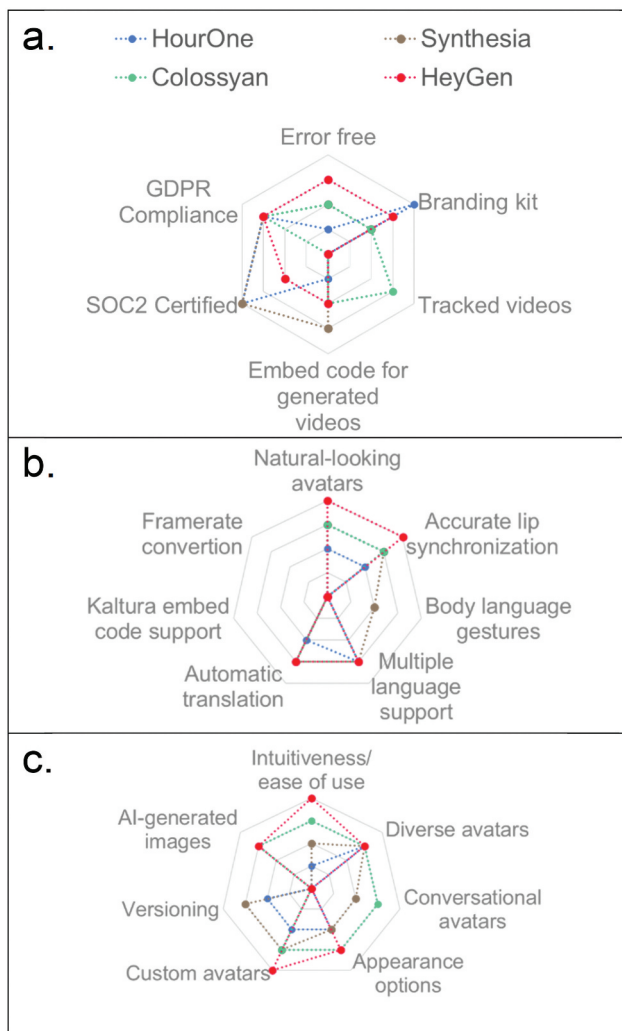 a.
HourOne
Synthesia
Colossyan
HeyGen
Error free
GDPR
Compliance
Branding kit
SOC2 Certified
Tracked videos
Embed code for
generated
videos
b.
Natural-looking
avatars
Framerate
convertion
Accurate lip
synchronization
Kaltura embed
code support
Body language
gestures
Automatic
translation
Multiple
language
support
c.
Intuitiveness/
ease of use
AI-generated
images
Diverse avatars
Versioning
Conversational
avatars
Custom avatars
Appearance
options